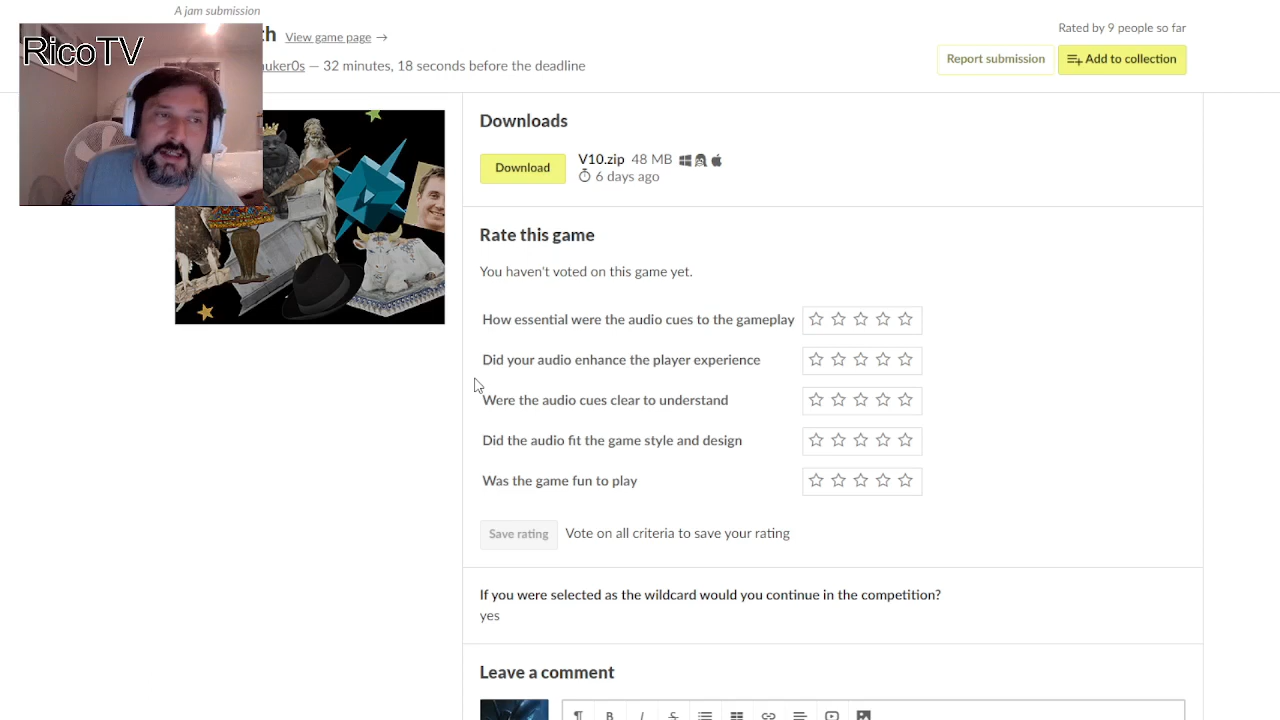 A jam submission
RicoTV
th View game page →
uker0s — 32 minutes, 18 seconds before the deadline
Rated by 9 people so far
Report submission
Add to collection
Downloads
Download
V10.zip 48 MB
6 days ago
Rate this game
You haven't voted on this game yet.
How essential were the audio cues to the gameplay
Did your audio enhance the player experience
Were the audio cues clear to understand
Did the audio fit the game style and design
Was the game fun to play
Save rating Vote on all criteria to save your rating
If you were selected as the wildcard would you continue in the competition?
yes
Leave a comment